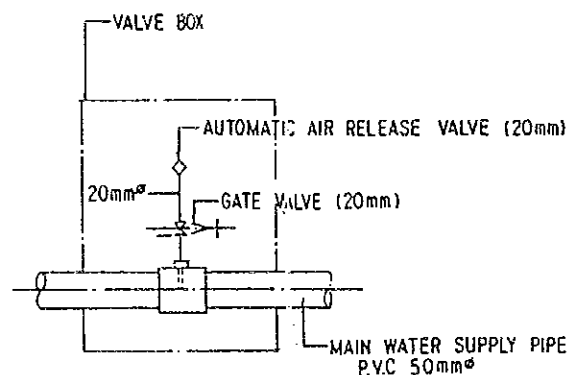 VALVE BOX
AUTOMATIC AIR RELEASE VALVE (20mm)
20mmø
GATE VALVE (20mm)
MAIN WATER SUPPLY PIPE
P.V.C 50mmø